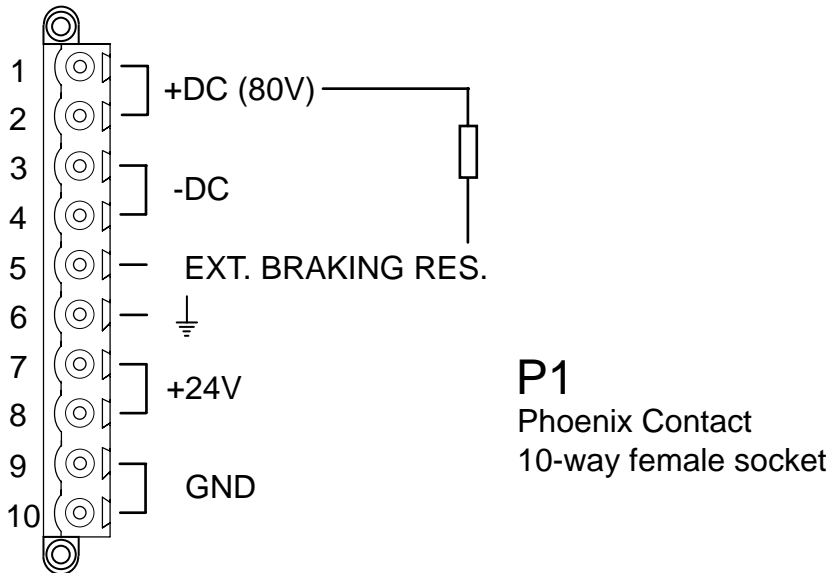 1
+DC (80V)
2
3
-DC
4
5 EXT. BRAKING RES.
6
7
+24V
8
9
GND
10
P1
Phoenix Contact
10-way female socket